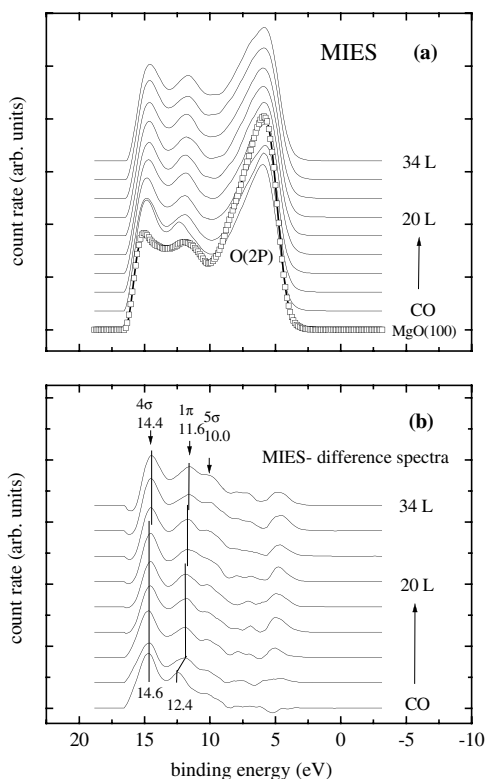 MIES (a)
count rate (arb. units)
34 L
20 L
O(2P)
CO
MgO(100)
4σ
14.4
1π
11.6
5σ
10.0
(b)
MIES- difference spectra
count rate (arb. units)
34 L
20 L
14.6
12.4
CO
20 15 10 5 0 -5 -10
binding energy (eV)